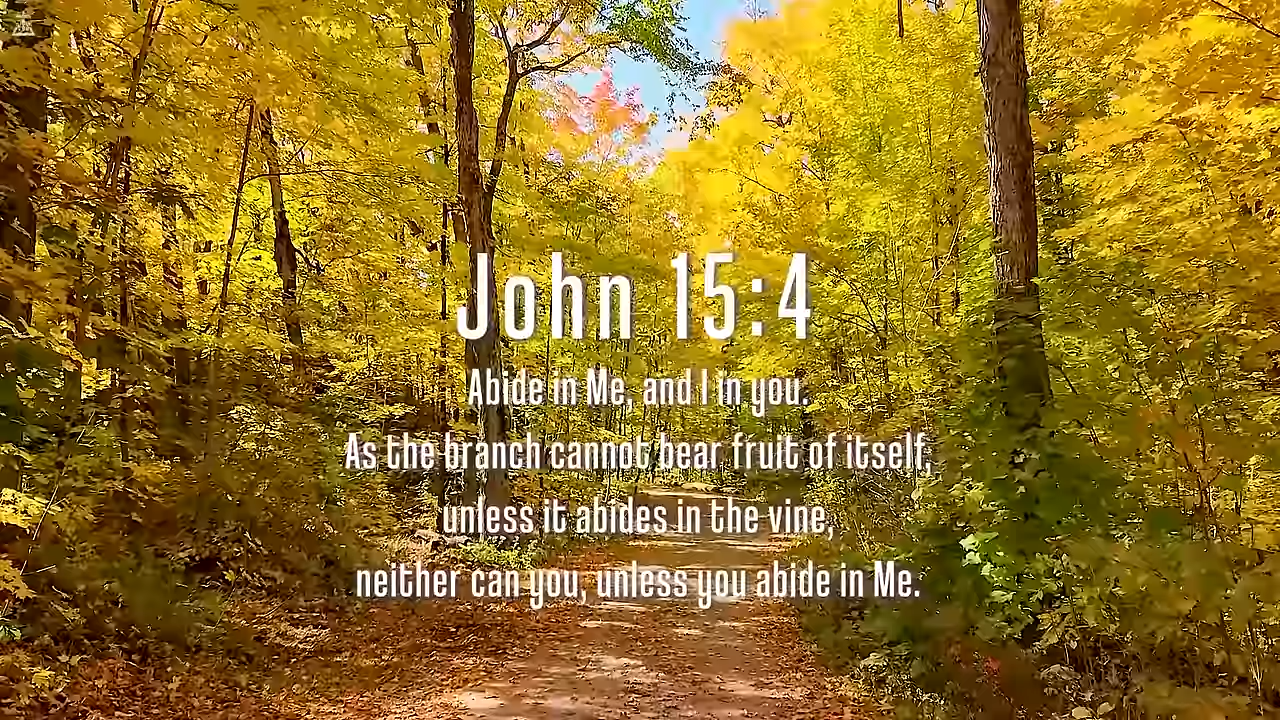 John 15:4
Abide in Me, and I in you.
As the branch cannot bear fruit of itself,
unless it abides in the vine,
neither can you, unless you abide in Me.